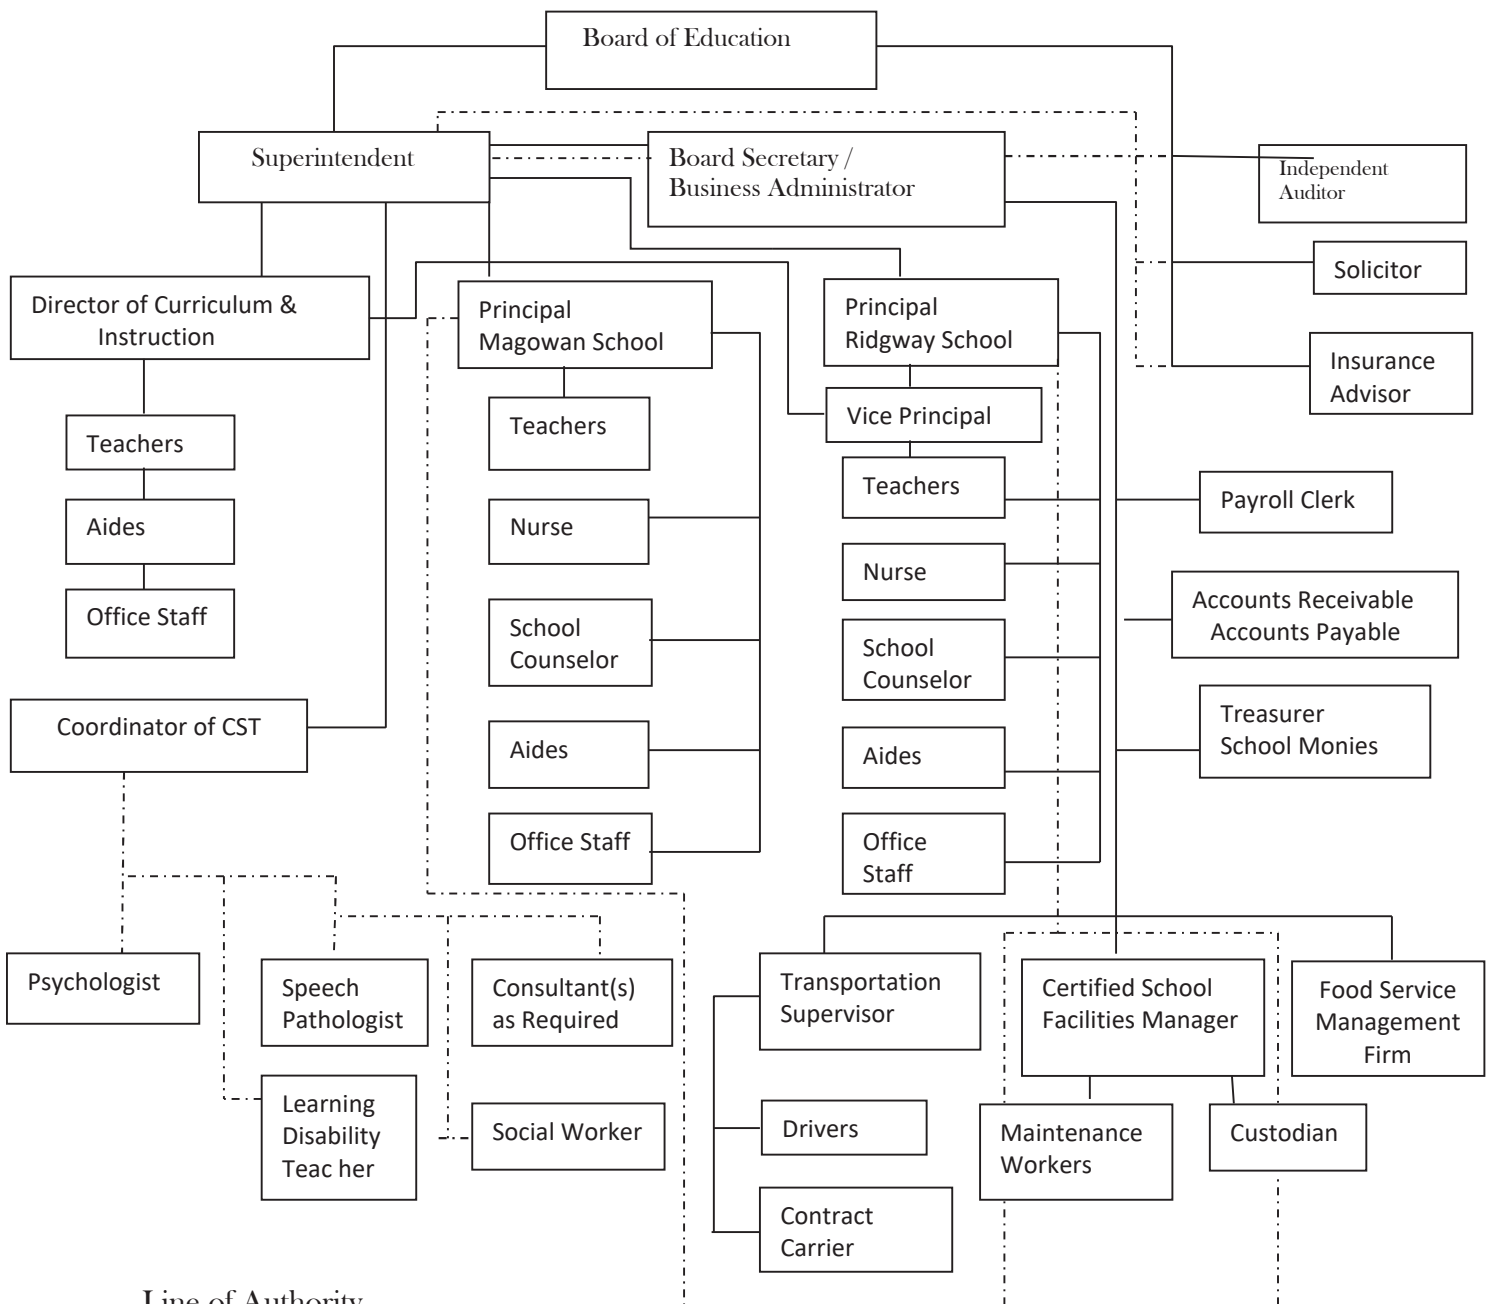 Board of Education
Superintendent
Board Secretary /
Business Administrator
Independent
Auditor
Solicitor
Insurance
Advisor
Director of Curriculum &
Instruction
Principal
Magowan School
Principal
Ridgway School
Vice Principal
Teachers
Aides
Office Staff
Coordinator of CST
Teachers
Nurse
School
Counselor
Aides
Office Staff
Teachers
Nurse
School
Counselor
Aides
Office
Staff
Payroll Clerk
Accounts Receivable
Accounts Payable
Treasurer
School Monies
Psychologist
Speech
Pathologist
Consultant(s)
as Required
Learning
Disability
Teac her
Social Worker
Transportation
Supervisor
Drivers
Contract
Carrier
Certified School
Facilities Manager
Maintenance
Workers
Custodian
Food Service
Management
Firm
Line of Authority